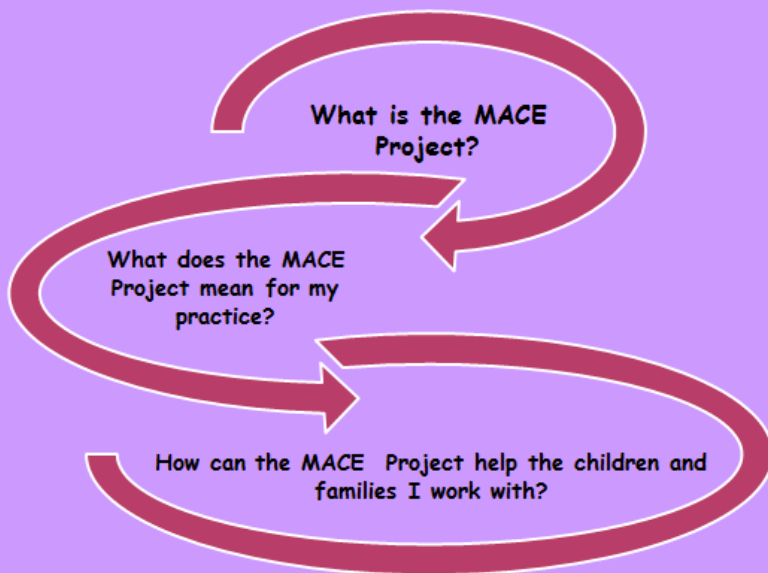 What is the MACE
Project?
What does the MACE
Project mean for my
practice?
How can the MACE  Project help the children and
families I work with?